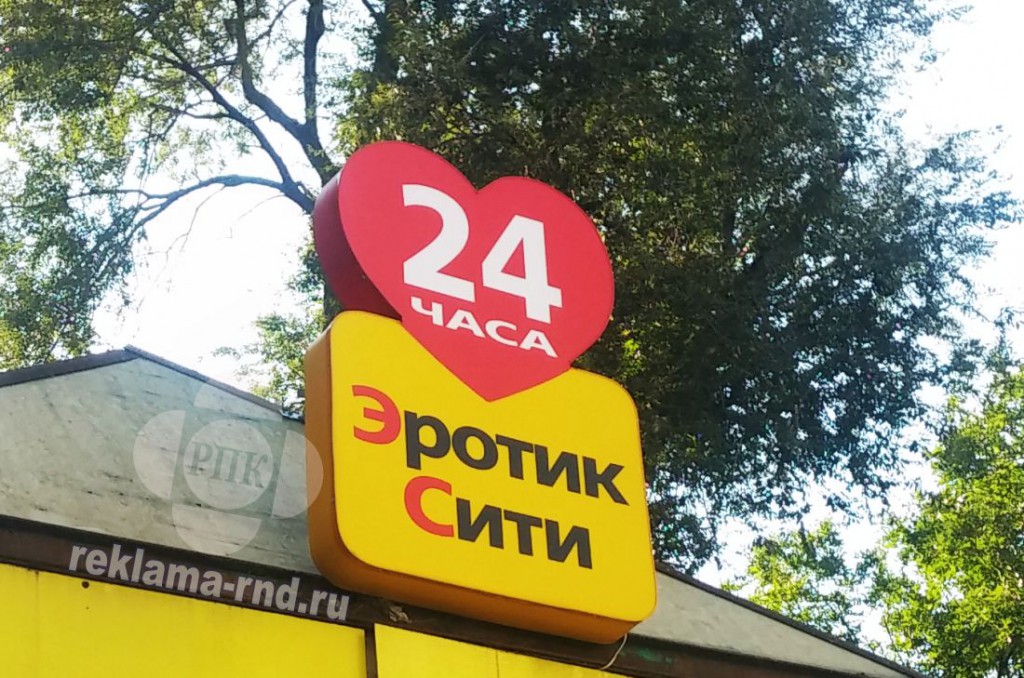 24
ЧАСА
Эротик
Сити
РПК
reklama-rnd.ru